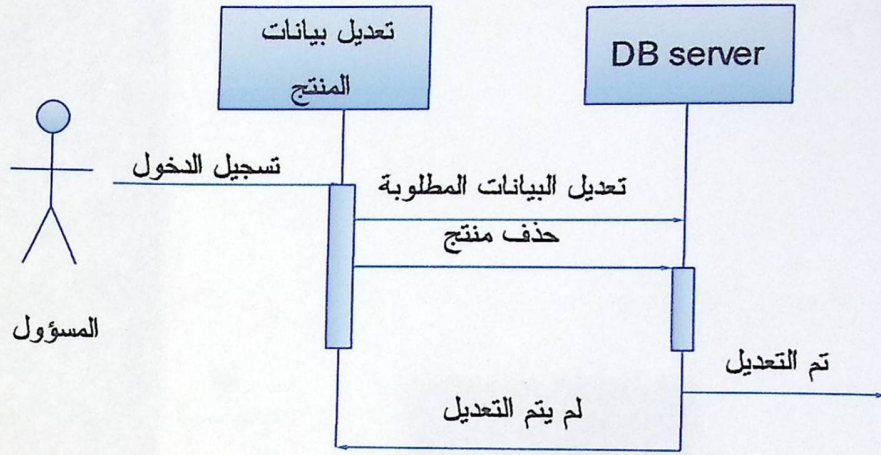 تعديل بيانات
المنتج
DB server
تسجيل الدخول
تعديل البيانات المطلوبة
حذف منتج
المسؤول
تم التعديل
لم يتم التعديل